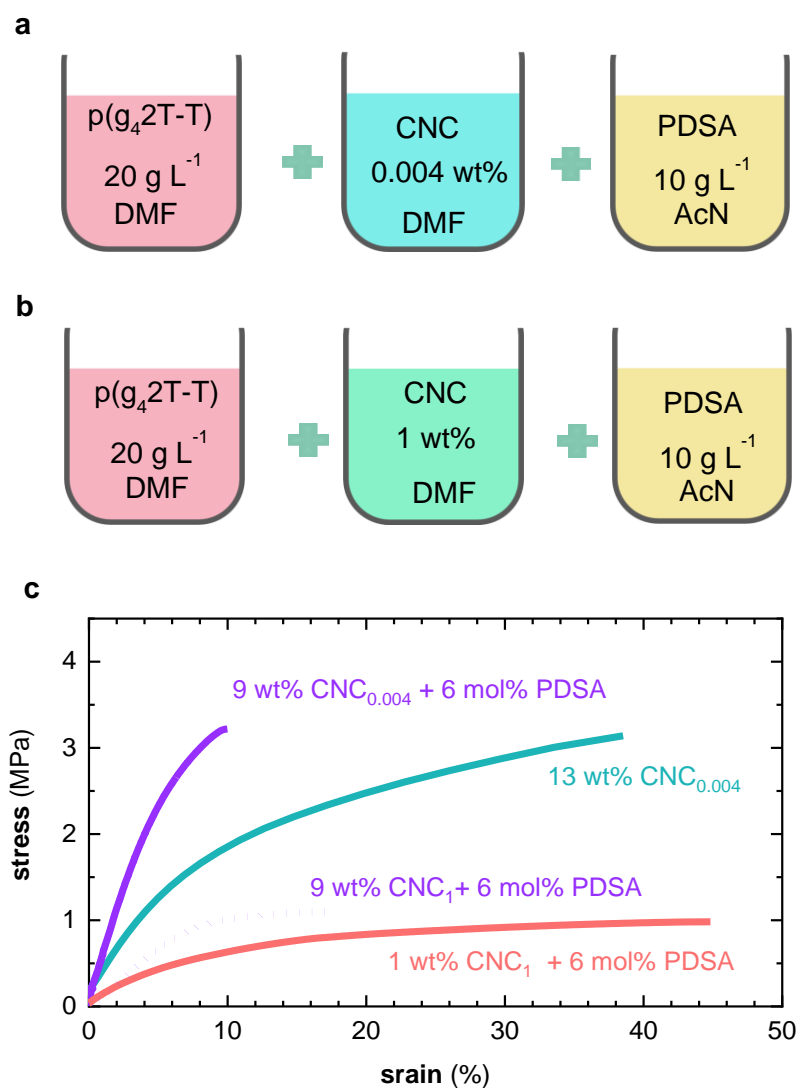 a
p(g₄2T-T)
20 g L⁻¹
DMF
CNC
0.004 wt%
DMF
PDSA
10 g L⁻¹
AcN
b
p(g₄2T-T)
20 g L⁻¹
DMF
CNC
1 wt%
DMF
PDSA
10 g L⁻¹
AcN
c
stress (MPa)
4
3
2
1
0
9 wt% CNC₀.₀₀₄ + 6 mol% PDSA
13 wt% CNC₀.₀₀₄
9 wt% CNC₁+ 6 mol% PDSA
1 wt% CNC₁ + 6 mol% PDSA
0 10 20 30 40 50
srain (%)